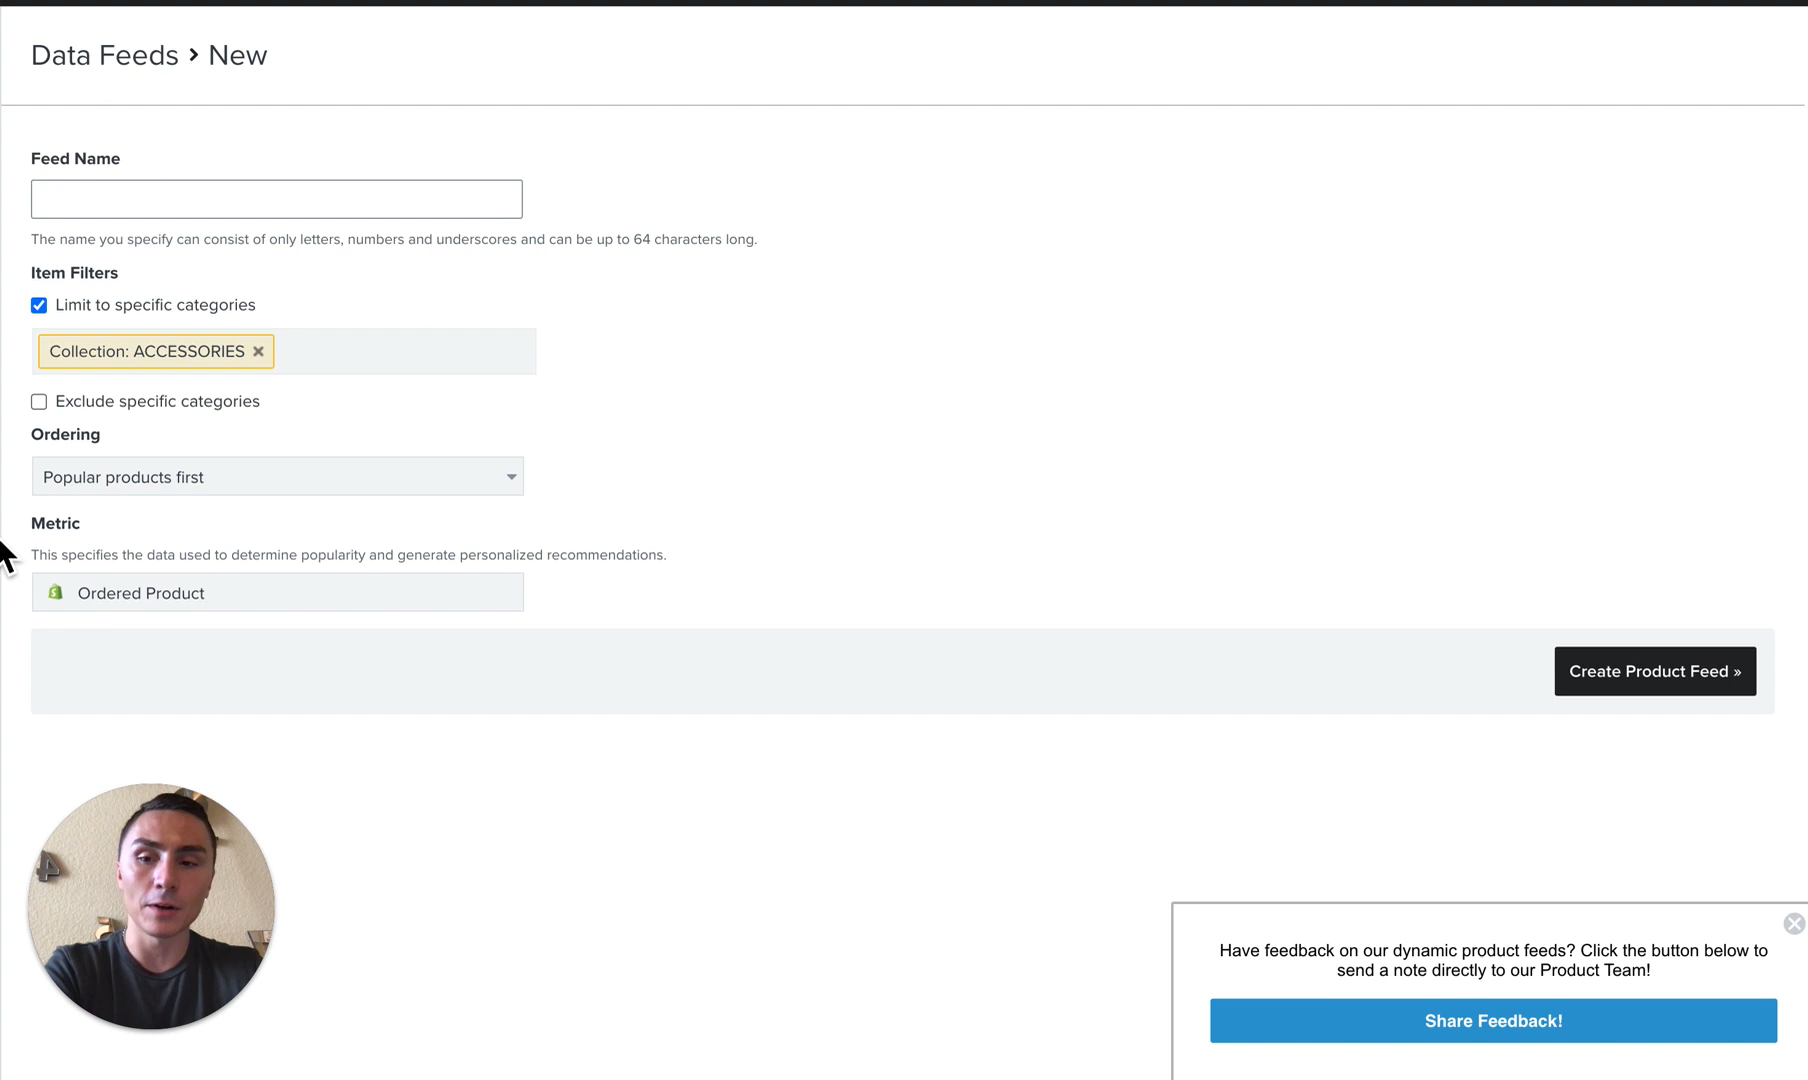 Data Feeds > New
Feed Name
The name you specify can consist of only letters, numbers and underscores and can be up to 64 characters long.
Item Filters
Limit to specific categories
Collection: ACCESSORIES ×
Exclude specific categories
Ordering
Popular products first
Metric
This specifies the data used to determine popularity and generate personalized recommendations.
Ordered Product
Create Product Feed »
Have feedback on our dynamic product feeds? Click the button below to
send a note directly to our Product Team!
Share Feedback!